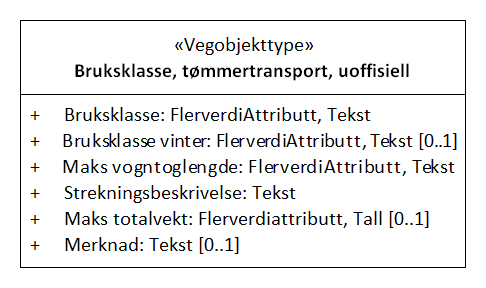 «Vegobjekttype»
Bruksklasse, tømmertransport, uoffisiell
+ Bruksklasse: FlerverdiAttributt, Tekst
+ Bruksklasse vinter: FlerverdiAttributt, Tekst [0..1]
+ Maks vogntoglengde: FlerverdiAttributt, Tekst
+ Strekningsbeskrivelse: Tekst
+ Maks totalvekt: Flerverdiattributt, Tall [0..1]
+ Merknad: Tekst [0..1]